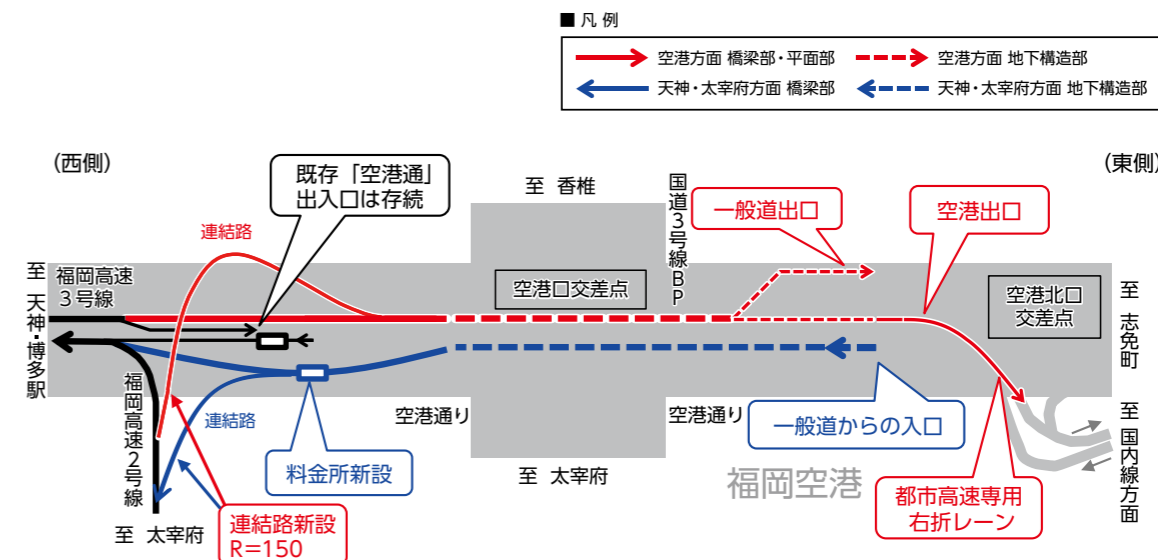 ■ 凡 例
空港方面 橋梁部・平面部
空港方面 地下構造部
天神・太宰府方面 橋梁部
天神・太宰府方面 地下構造部
(西側)
(東側)
既存「空港通」
出入口は存続
至 香椎
国道3号線BP
一般道出口
空港出口
連結路
至 天神・博多駅
福岡高速
3号線
空港口交差点
空港北口
交差点
至 志免町
福岡高速2号線
連結路
空港通り
空港通り
一般道からの入口
料金所新設
至 太宰府
福岡空港
都市高速専用
右折レーン
至 国内線方面
連結路新設
R=150
至 太宰府